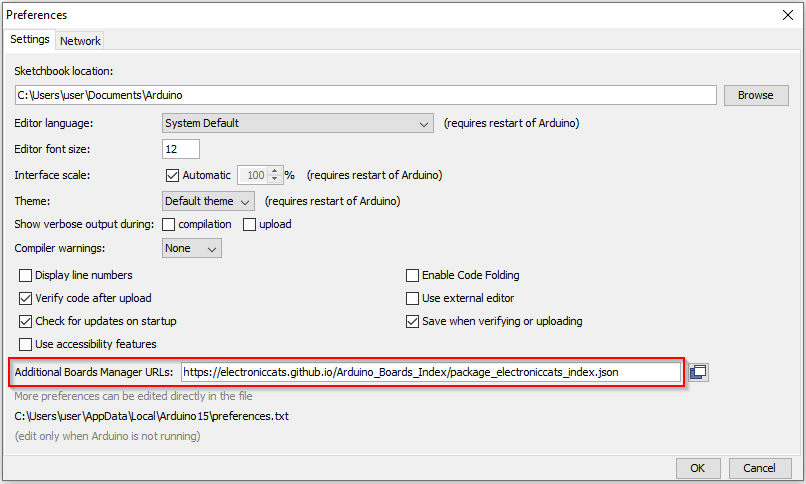 Preferences
Settings Network
Sketchbook location:
C:\Users\user\Documents\Arduino Browse
Editor language: System Default (requires restart of Arduino)
Editor font size: 12
Interface scale: Automatic 100 % (requires restart of Arduino)
Theme: Default theme (requires restart of Arduino)
Show verbose output during: compilation upload
Compiler warnings: None
Display line numbers Enable Code Folding
Verify code after upload Use external editor
Check for updates on startup Save when verifying or uploading
Use accessibility features
Additional Boards Manager URLs: https://electroniccats.github.io/Arduino_Boards_Index/package_electroniccats_index.json
More preferences can be edited directly in the file
C:\Users\user\AppData\Local\Arduino15\preferences.txt
(edit only when Arduino is not running)
OK Cancel